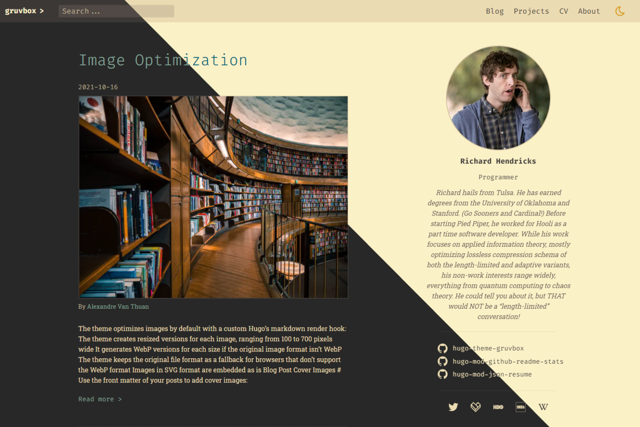 gruvbox >
Search...
Blog Projects CV About
Image Optimization
2021-10-16
By Alexandre Van Thuan
The theme optimizes images by default with a custom Hugo's markdown render hook:
The theme creates resized versions for each image, ranging from 100 to 700 pixels
wide It generates WebP versions for each size if the original image format isn't WebP
The theme keeps the original file format as a fallback for browsers that don't support
the WebP format Images in SVG format are embedded as is Blog Post Cover Images #
Use the front matter of your posts to add cover images:
Read more >
Richard Hendricks
Programmer
Richard hails from Tulsa. He has earned
degrees from the University of Oklahoma and
Stanford. (Go Sooners and Cardinal!) Before
starting Pied Piper, he worked for Hooli as a
part time software developer. While his work
focuses on applied information theory, mostly
optimizing lossless compression schema of
both the length-limited and adaptive variants,
his non-work interests range widely,
everything from quantum computing to chaos
theory. He could tell you about it, but THAT
would NOT be a "length-limited"
conversation!
hugo-theme-gruvbox
hugo-mod-github-readme-stats
hugo-mod-json-resume
W